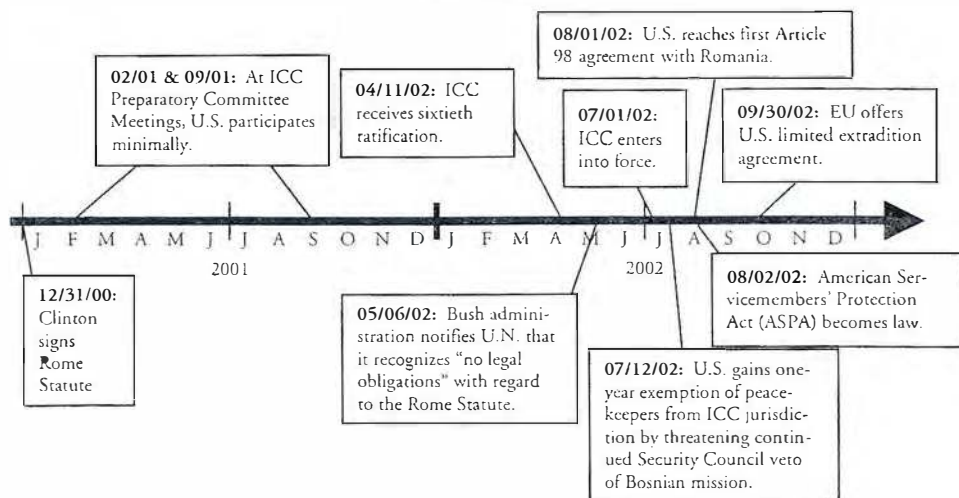 08/01/02: U.S. reaches first Article
98 agreement with Romania.
02/01 & 09/01: At ICC
Preparatory Committee
Meetings, U.S. participates
minimally.
04/11/02: ICC
receives sixtieth
ratification.
07/01/02:
ICC enters
into force.
09/30/02: EU offers
U.S. limited extradition
agreement.
J F M A M J J A S O N D J F M A M J J A S O N D
2001 2002
12/31/00:
Clinton
signs
Rome
Statute
05/06/02: Bush admini-
stration notifies U.N. that
it recognizes “no legal
obligations” with regard
to the Rome Statute.
08/02/02: American Ser-
vicemembers’ Protection
Act (ASPA) becomes law.
07/12/02: U.S. gains one-
year exemption of peace-
keepers from ICC jurisdic-
tion by threatening contin-
ued Security Council veto
of Bosnian mission.